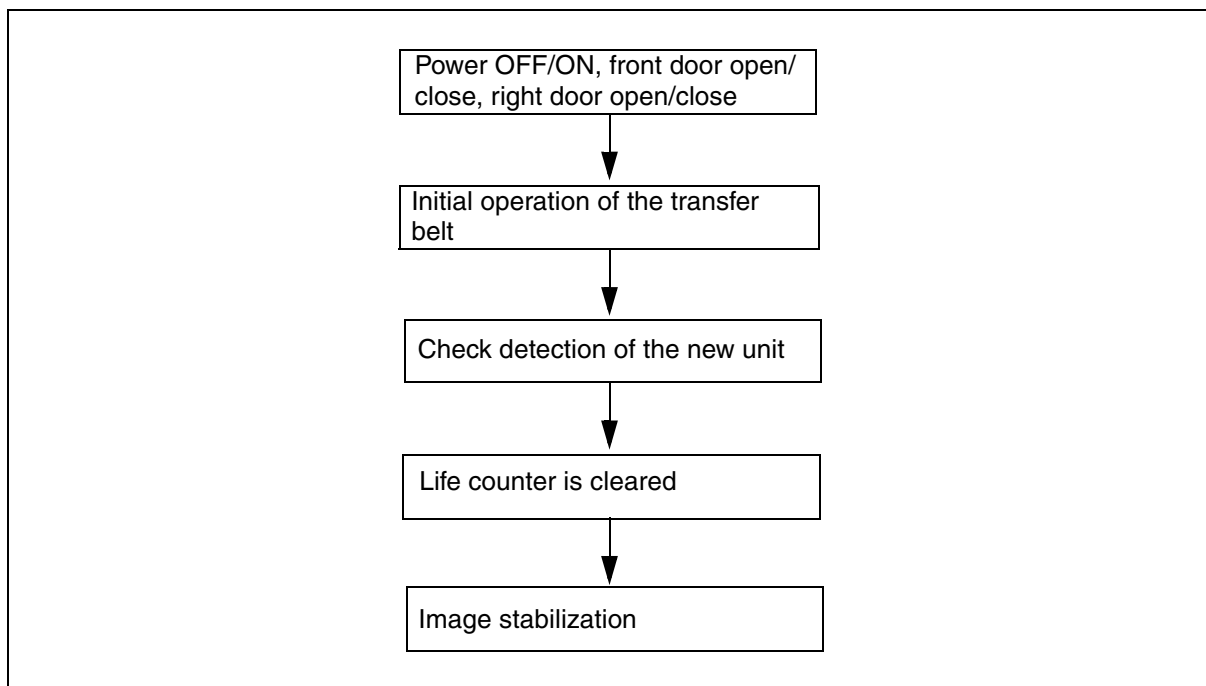 Power OFF/ON, front door open/
close, right door open/close
Initial operation of the transfer
belt
Check detection of the new unit
Life counter is cleared
Image stabilization